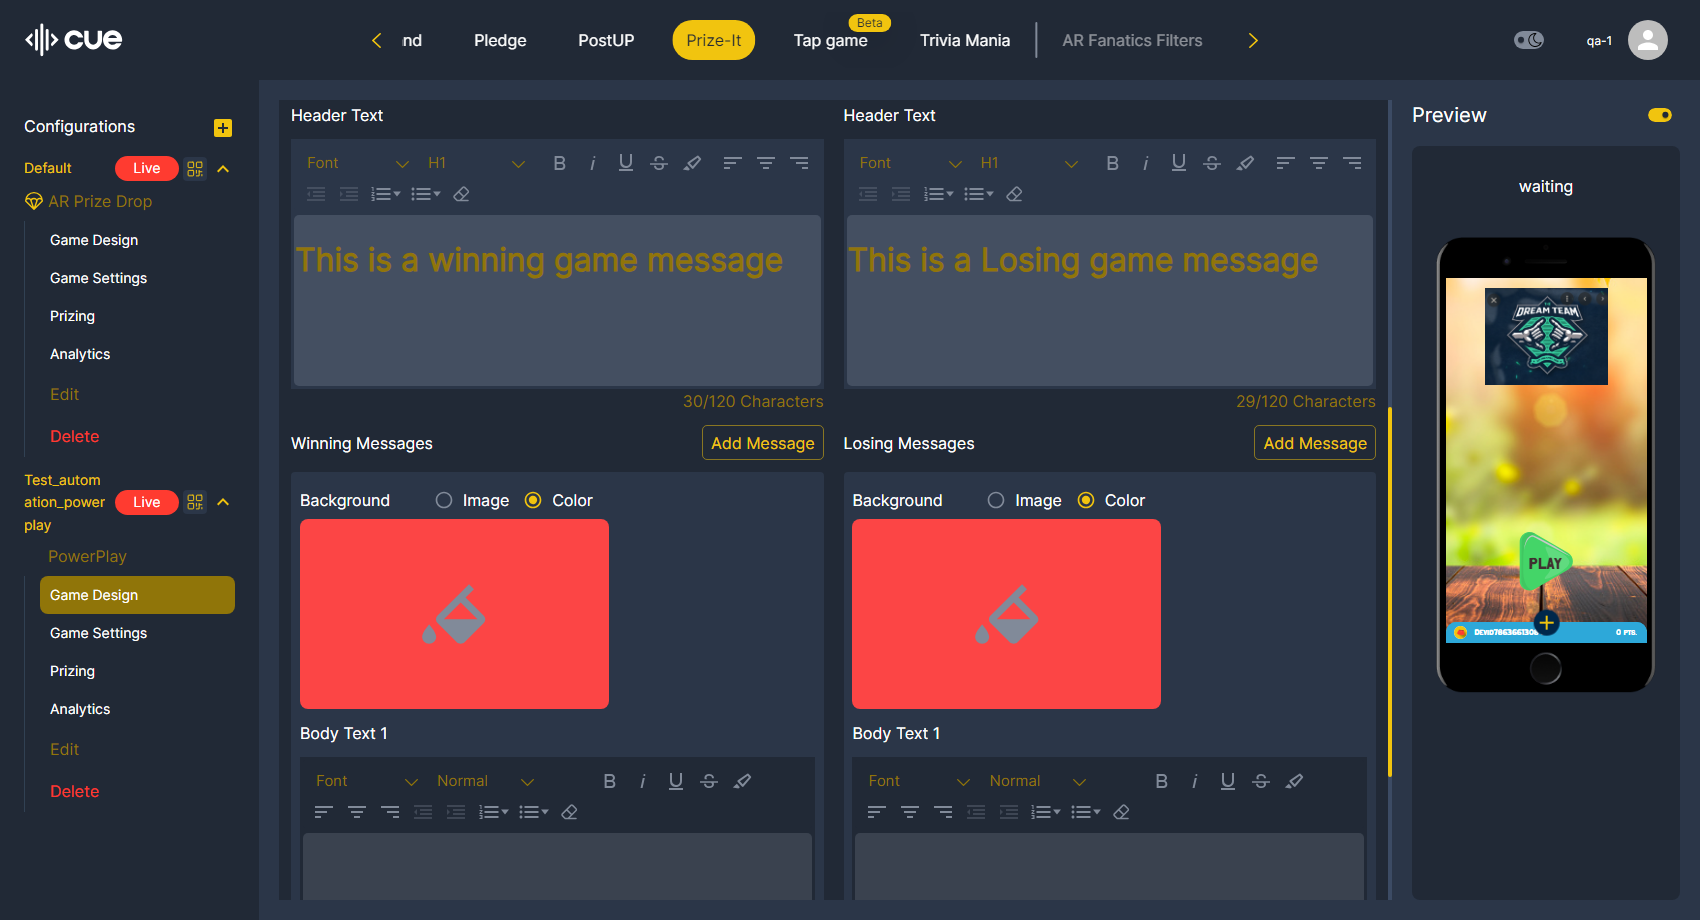 cue
nd
Pledge
PostUP
Prize-It
Beta
Tap game
Trivia Mania
AR Fanatics Filters
qa-1
Configurations
Default
Live
AR Prize Drop
Game Design
Game Settings
Prizing
Analytics
Edit
Delete
Test_autom
ation_power
play
Live
PowerPlay
Game Design
Game Settings
Prizing
Analytics
Edit
Delete
Header Text
Font
H1
This is a winning game message
30/120 Characters
Winning Messages
Add Message
Background
Image
Color
Body Text 1
Font
Normal
Header Text
Font
H1
This is a Losing game message
29/120 Characters
Losing Messages
Add Message
Background
Image
Color
Body Text 1
Font
Normal
Preview
waiting
DREAM TEAM
PLAY
0 PTS.